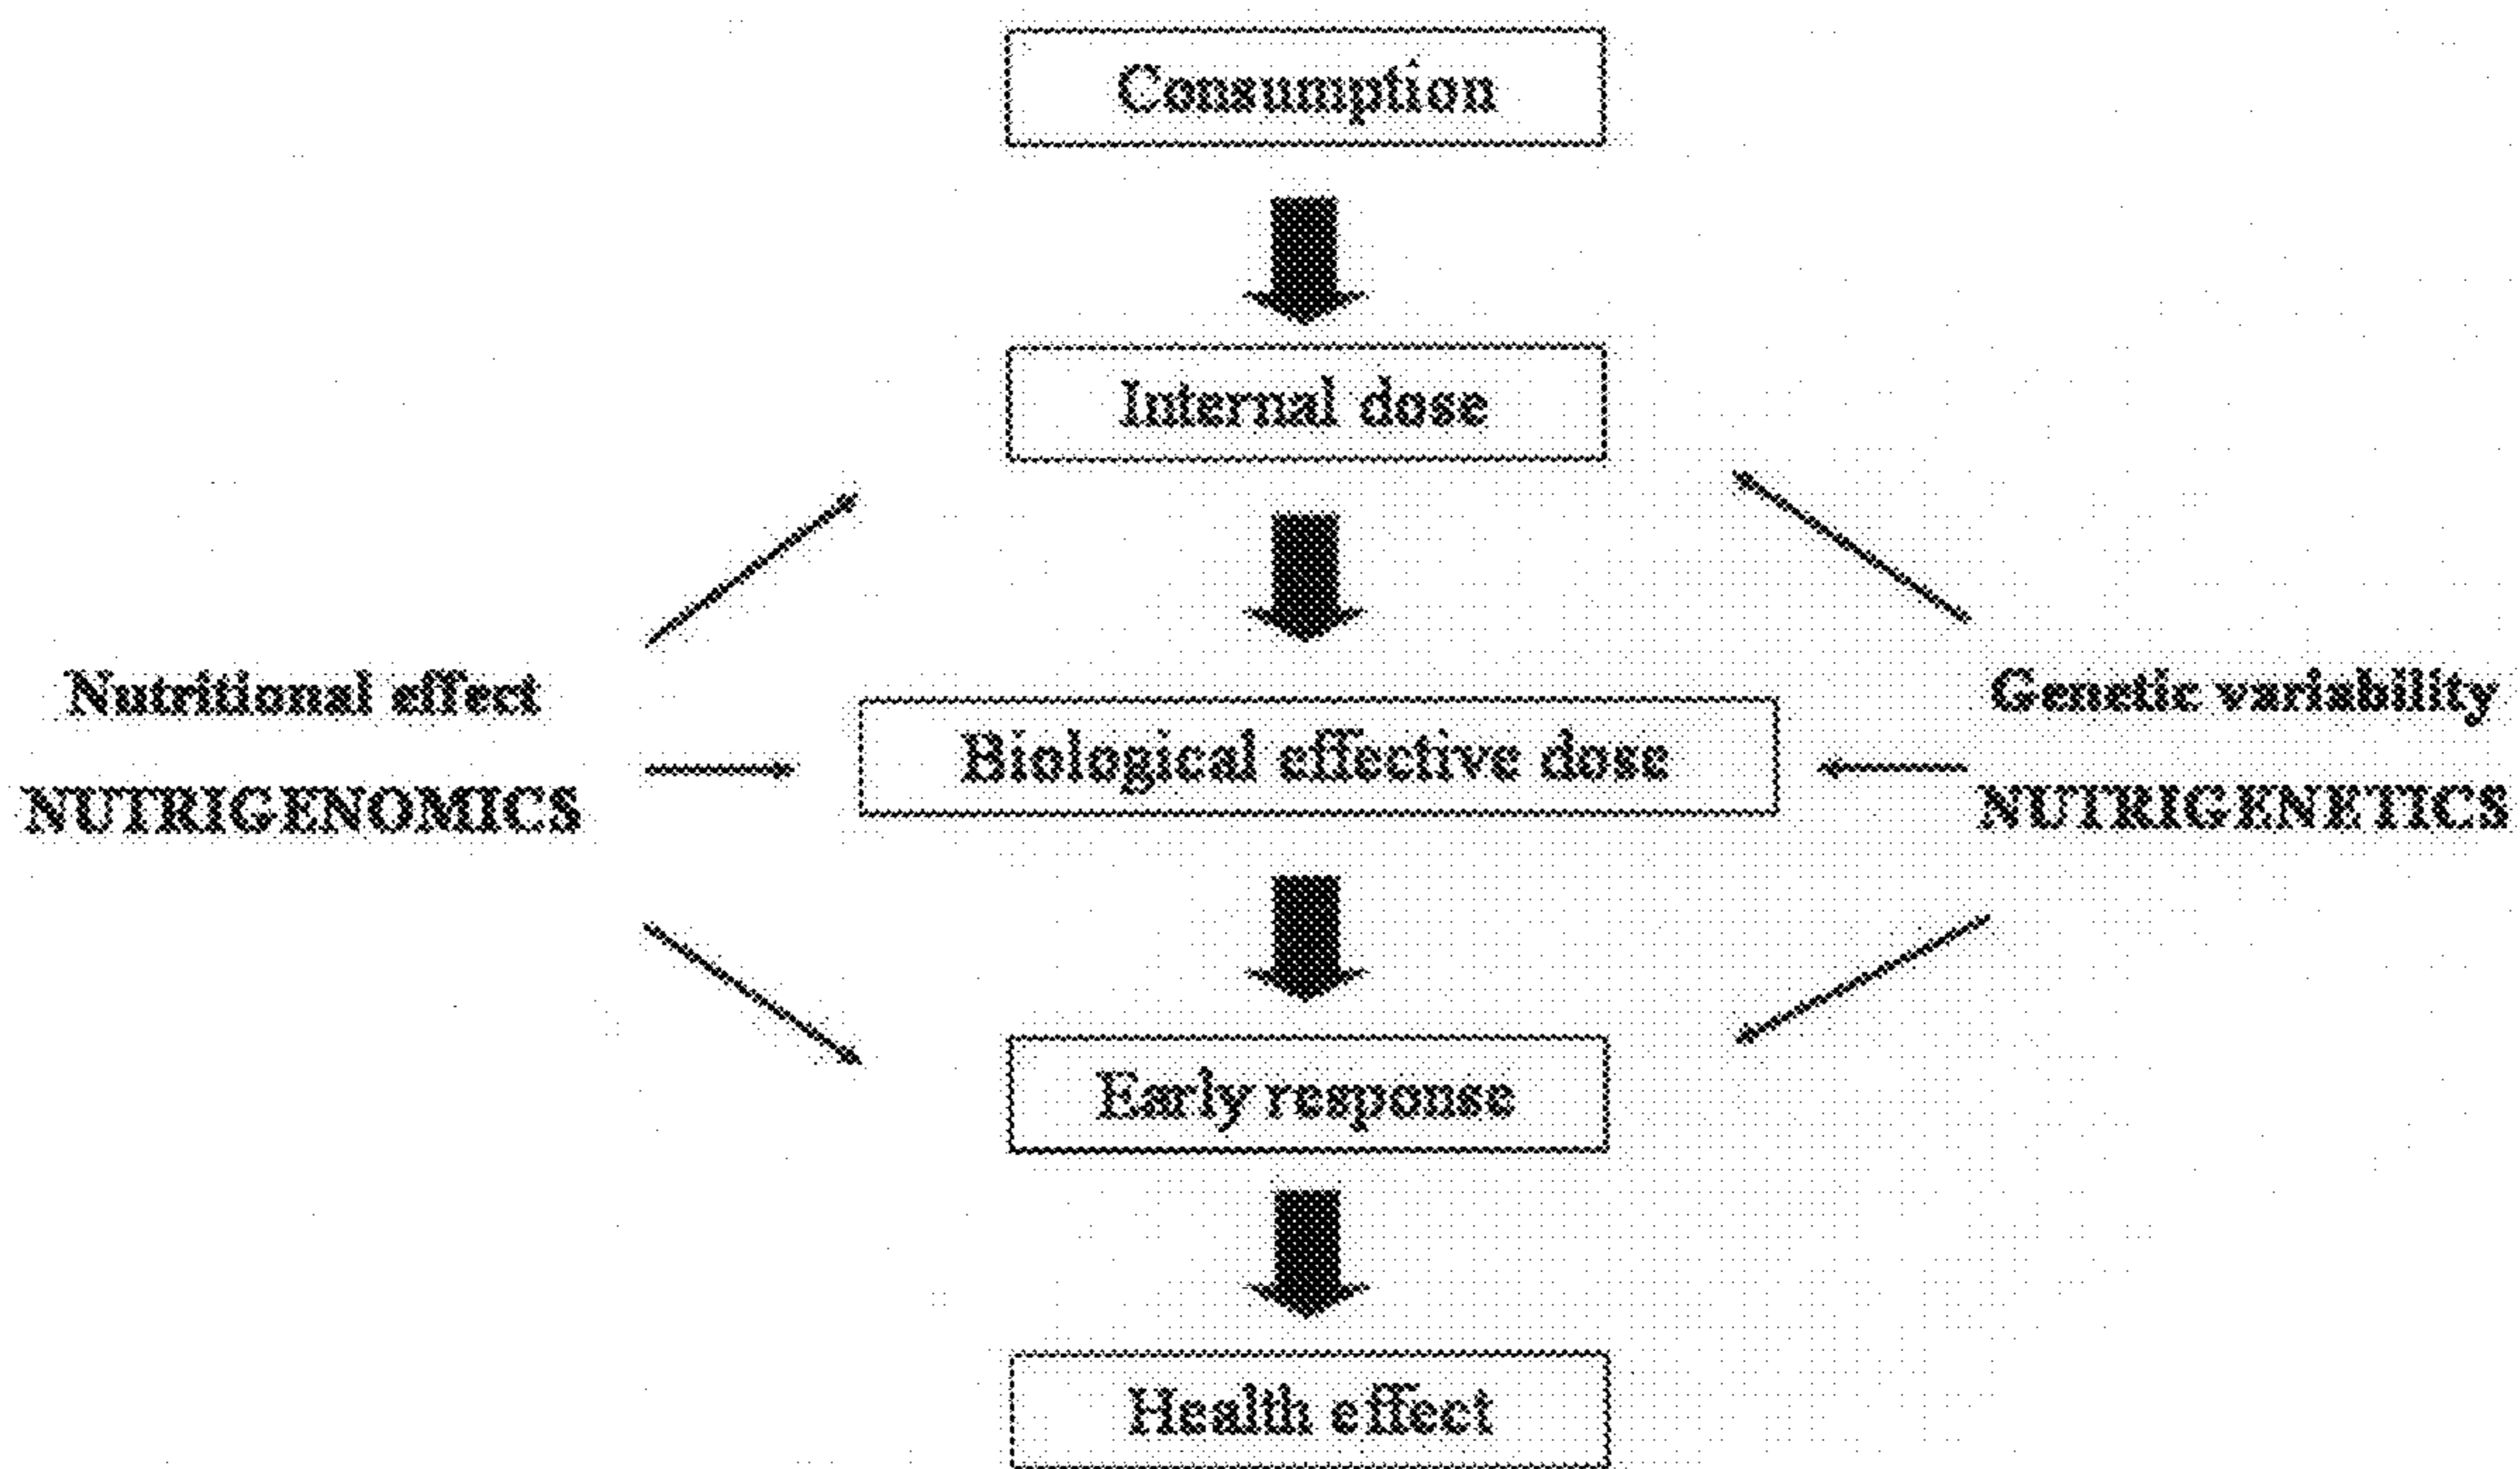 Consumption
Internal dose
Nutritional effect
NUTRIGENOMICS
Biological effective dose
Genetic variability
NUTRIGENETICS
Early response
Health effect